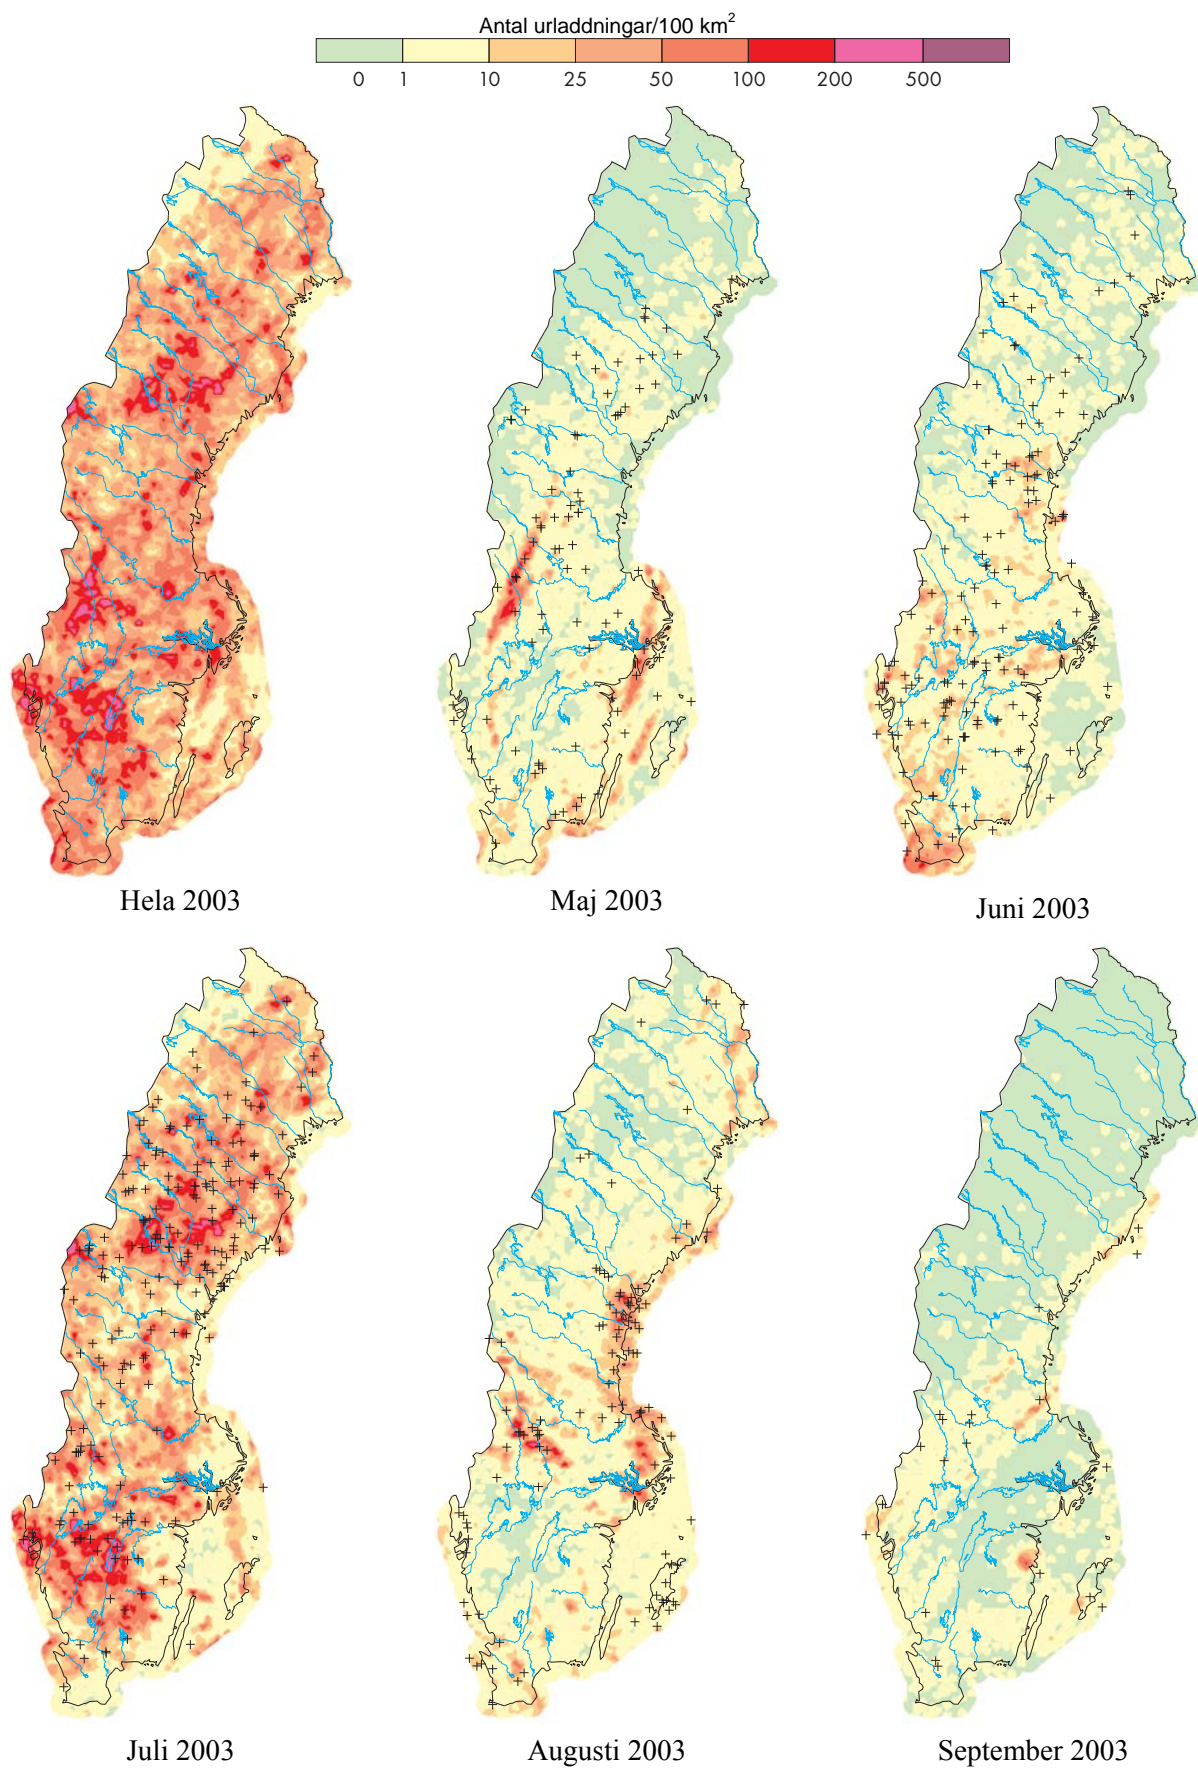 Antal urladdningar/100 km²
0 1 10 25 50 100 200 500
Hela 2003
Maj 2003
Juni 2003
Juli 2003
Augusti 2003
September 2003